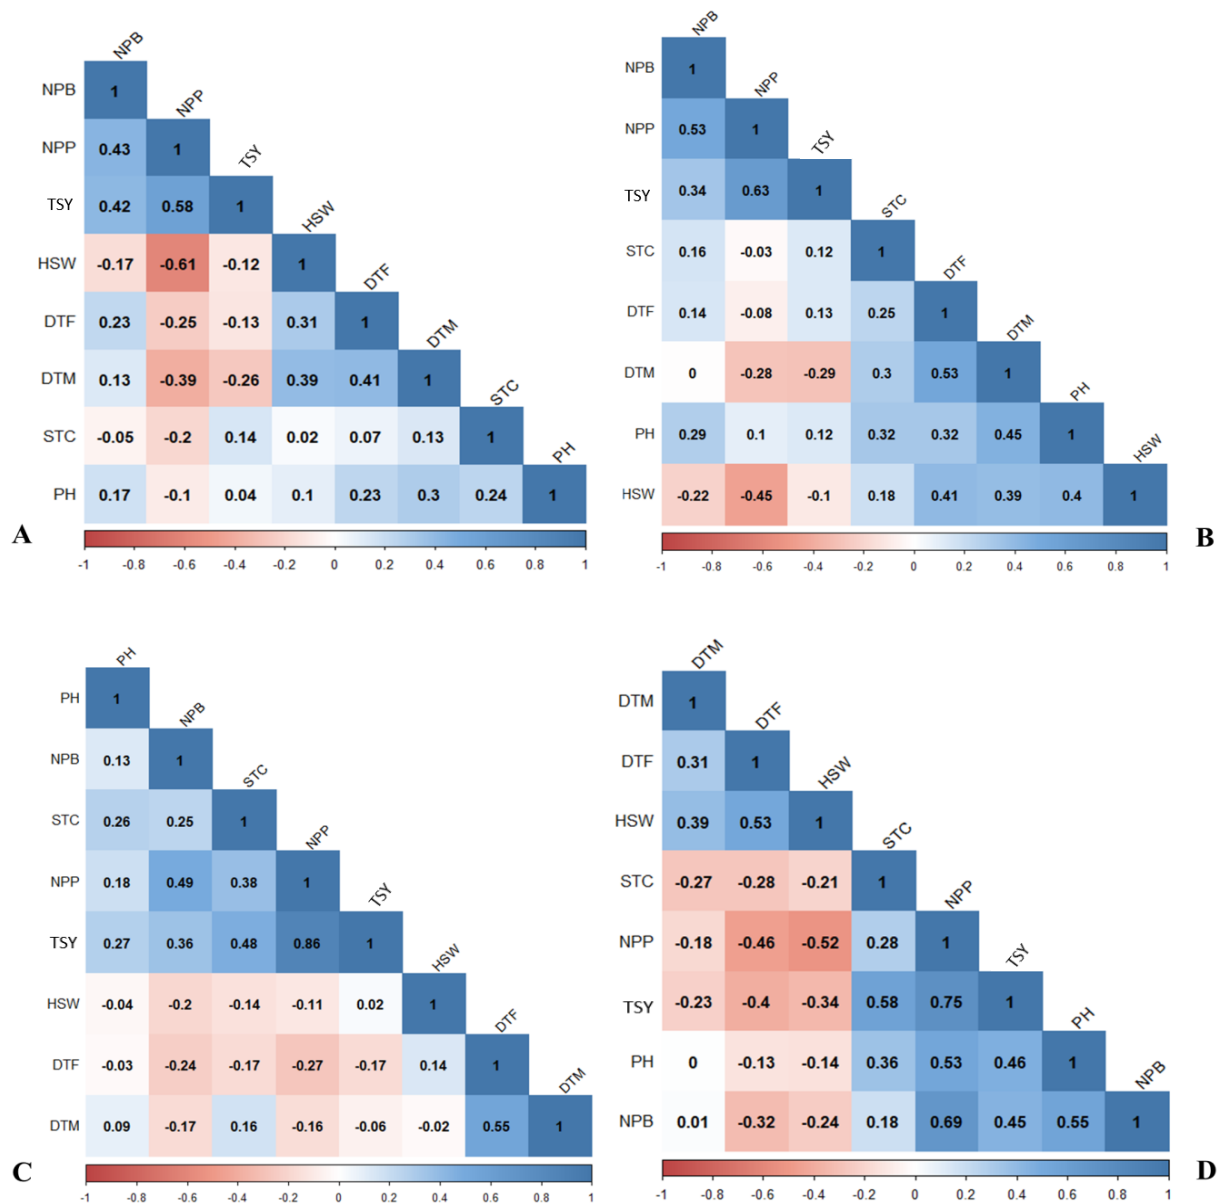 NPB
NPB 1 NPP
NPP 0.43 1 TSY
TSY 0.42 0.58 1 HSW
HSW -0.17 -0.61 -0.12 1 DTF
DTF 0.23 -0.25 -0.13 0.31 1 DTM
DTM 0.13 -0.39 -0.26 0.39 0.41 1 STC
STC -0.05 -0.2 0.14 0.02 0.07 0.13 1 PH
PH 0.17 -0.1 0.04 0.1 0.23 0.3 0.24 1
A
-1 -0.8 -0.6 -0.4 -0.2 0 0.2 0.4 0.6 0.8 1
NPB
NPB 1 NPP
NPP 0.53 1 TSY
TSY 0.34 0.63 1 STC
STC 0.16 -0.03 0.12 1 DTF
DTF 0.14 -0.08 0.13 0.25 1 DTM
DTM 0 -0.28 -0.29 0.3 0.53 1 PH
PH 0.29 0.1 0.12 0.32 0.32 0.45 1 HSW
HSW -0.22 -0.45 -0.1 0.18 0.41 0.39 0.4 1
B
-1 -0.8 -0.6 -0.4 -0.2 0 0.2 0.4 0.6 0.8 1
PH
PH 1 NPB
NPB 0.13 1 STC
STC 0.26 0.25 1 NPP
NPP 0.18 0.49 0.38 1 TSY
TSY 0.27 0.36 0.48 0.86 1 HSW
HSW -0.04 -0.2 -0.14 -0.11 0.02 1 DTF
DTF -0.03 -0.24 -0.17 -0.27 -0.17 0.14 1 DTM
DTM 0.09 -0.17 0.16 -0.16 -0.06 -0.02 0.55 1
C
-1 -0.8 -0.6 -0.4 -0.2 0 0.2 0.4 0.6 0.8 1
DTM
DTM 1 DTF
DTF 0.31 1 HSW
HSW 0.39 0.53 1 STC
STC -0.27 -0.28 -0.21 1 NPP
NPP -0.18 -0.46 -0.52 0.28 1 TSY
TSY -0.23 -0.4 -0.34 0.58 0.75 1 PH
PH 0 -0.13 -0.14 0.36 0.53 0.46 1 NPB
NPB 0.01 -0.32 -0.24 0.18 0.69 0.45 0.55 1
D
-1 -0.8 -0.6 -0.4 -0.2 0 0.2 0.4 0.6 0.8 1